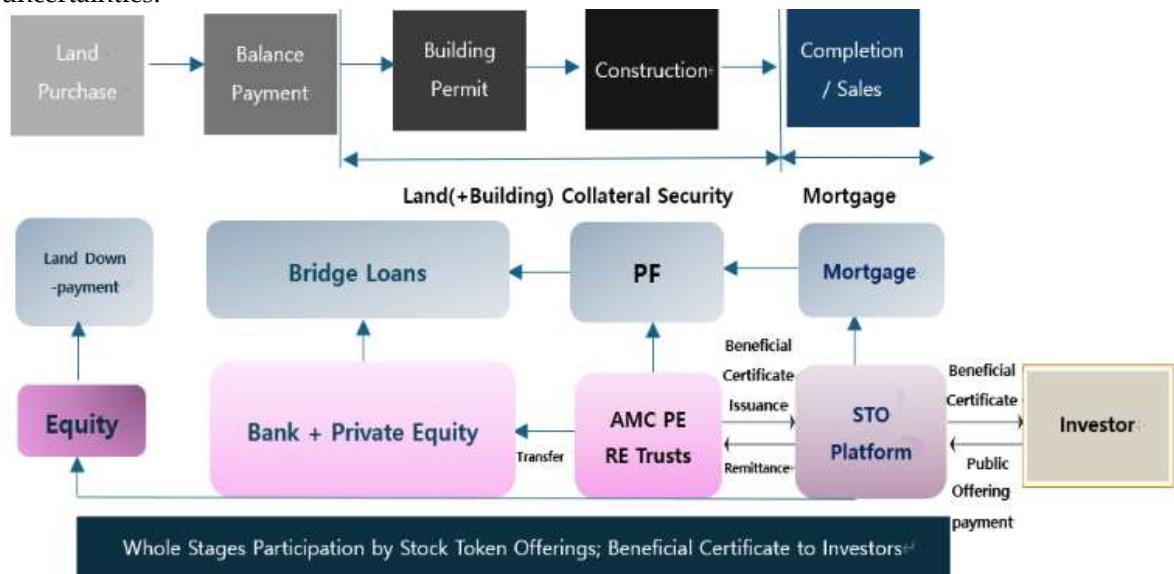 uncertainties.
Land
Purchase
Balance
Payment
Building
Permit
Construction
Completion
/ Sales
Land(+Building) Collateral Security
Mortgage
Land Down
-payment
Bridge Loans
PF
Mortgage
Equity
Bank + Private Equity
Transfer
AMC PE
RE Trusts
Beneficial
Certificate
Issuance
Remittance
STO
Platform
Beneficial
Certificate
Public
Offering
payment
Investor
Whole Stages Participation by Stock Token Offerings; Beneficial Certificate to Investors